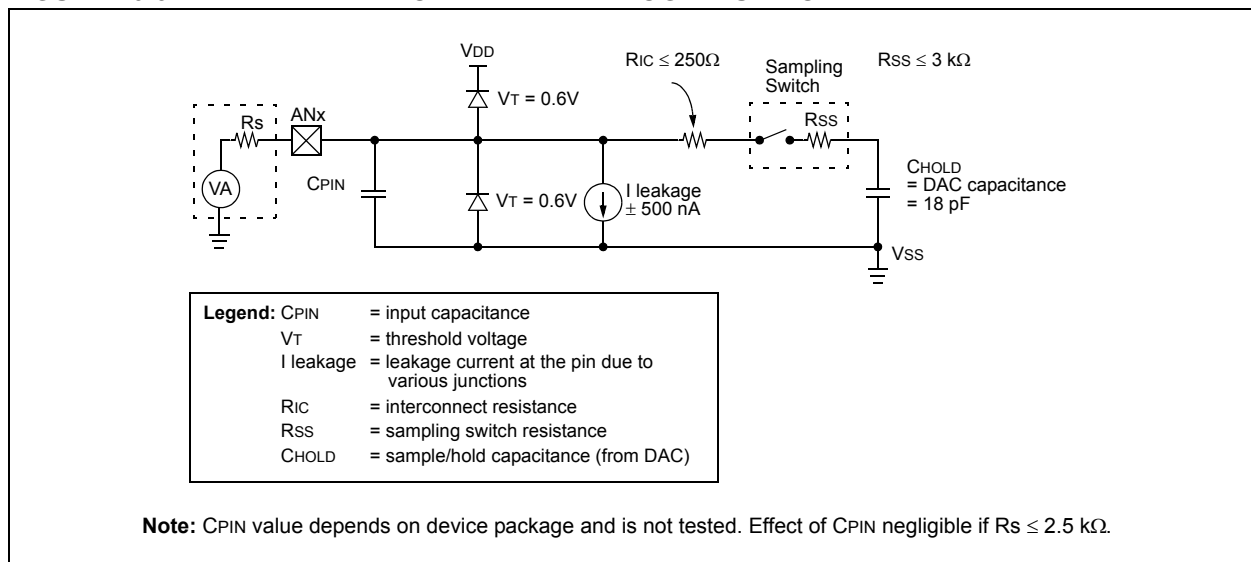 VDD
RIC ≤ 250Ω
Sampling
Switch
RSS ≤ 3 kΩ
VT = 0.6V
Rs
ANx
RSS
VA
CPIN
VT = 0.6V
I leakage
± 500 nA
CHOLD
= DAC capacitance
= 18 pF
VSS
Legend: CPIN = input capacitance
VT = threshold voltage
I leakage = leakage current at the pin due to
various junctions
RIC = interconnect resistance
RSS = sampling switch resistance
CHOLD = sample/hold capacitance (from DAC)
Note: CPIN value depends on device package and is not tested. Effect of CPIN negligible if Rs ≤ 2.5 kΩ.